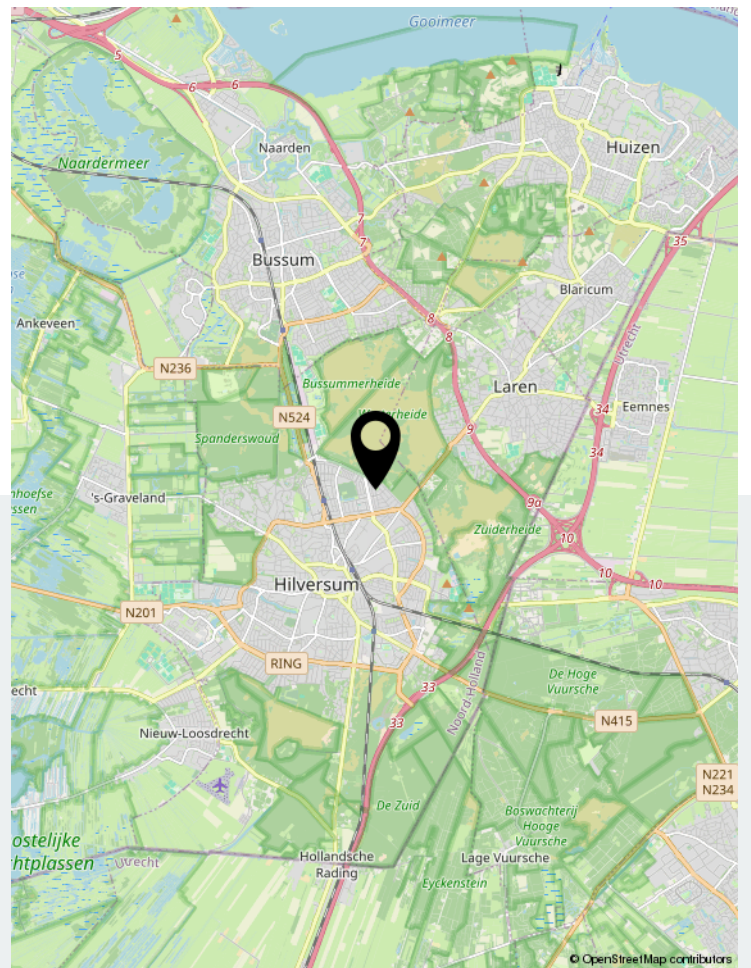 Gooimeer
5
6
6
Huizen
Naarden
Naardermeer
7
7
35
Bussum
Blaricum
Ankeveen
8
8
Utrecht
N236
Bussummerheide
Laren
34
Eemnes
N524
heide
9
Spanderswoud
34
's-Graveland
9a
Zuiderheide
10
10
10
Hilversum
N201
RING
Noord-Holland
De Hoge
Vuursche
33
33
N415
Nieuw-Loosdrecht
N221
N234
De Zuid
Boswachterij
Hooge
Vuursche
ostelijke
htplassen
Utrecht
Hollandsche
Rading
Lage Vuursche
Eyckenstein
© OpenStreetMap contributors